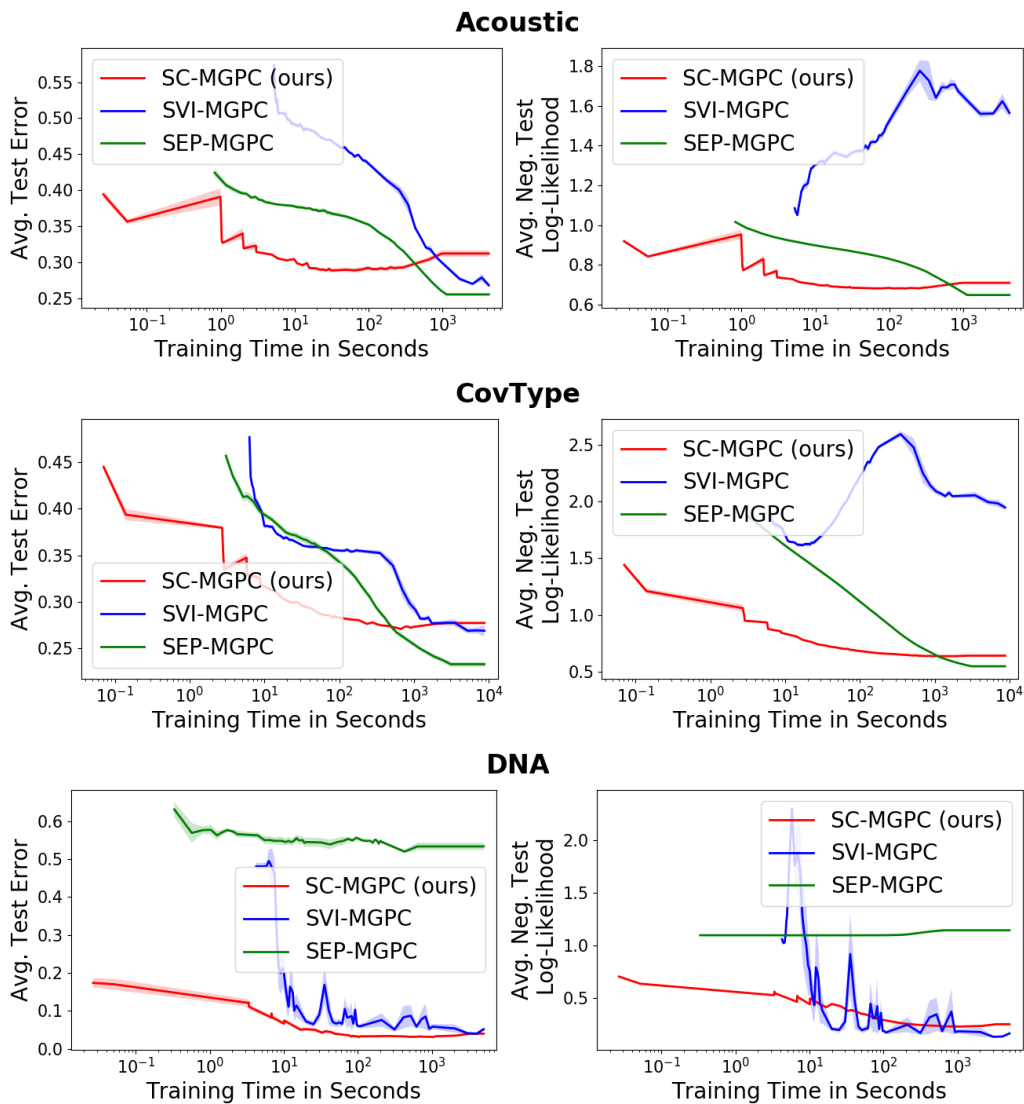 Acoustic
Avg. Test Error
0.55
0.50
0.45
0.40
0.35
0.30
0.25
SC-MGPC (ours)
SVI-MGPC
SEP-MGPC
10⁻¹ 10⁰ 10¹ 10² 10³
Training Time in Seconds
Avg. Neg. Test
Log-Likelihood
1.8
1.6
1.4
1.2
1.0
0.8
0.6
SC-MGPC (ours)
SVI-MGPC
SEP-MGPC
10⁻¹ 10⁰ 10¹ 10² 10³
Training Time in Seconds
CovType
Avg. Test Error
0.45
0.40
0.35
0.30
0.25
SC-MGPC (ours)
SVI-MGPC
SEP-MGPC
10⁻¹ 10⁰ 10¹ 10² 10³ 10⁴
Training Time in Seconds
Avg. Neg. Test
Log-Likelihood
2.5
2.0
1.5
1.0
0.5
SC-MGPC (ours)
SVI-MGPC
SEP-MGPC
10⁻¹ 10⁰ 10¹ 10² 10³ 10⁴
Training Time in Seconds
DNA
Avg. Test Error
0.6
0.5
0.4
0.3
0.2
0.1
0.0
SC-MGPC (ours)
SVI-MGPC
SEP-MGPC
10⁻¹ 10⁰ 10¹ 10² 10³
Training Time in Seconds
Avg. Neg. Test
Log-Likelihood
2.0
1.5
1.0
0.5
SC-MGPC (ours)
SVI-MGPC
SEP-MGPC
10⁻¹ 10⁰ 10¹ 10² 10³
Training Time in Seconds